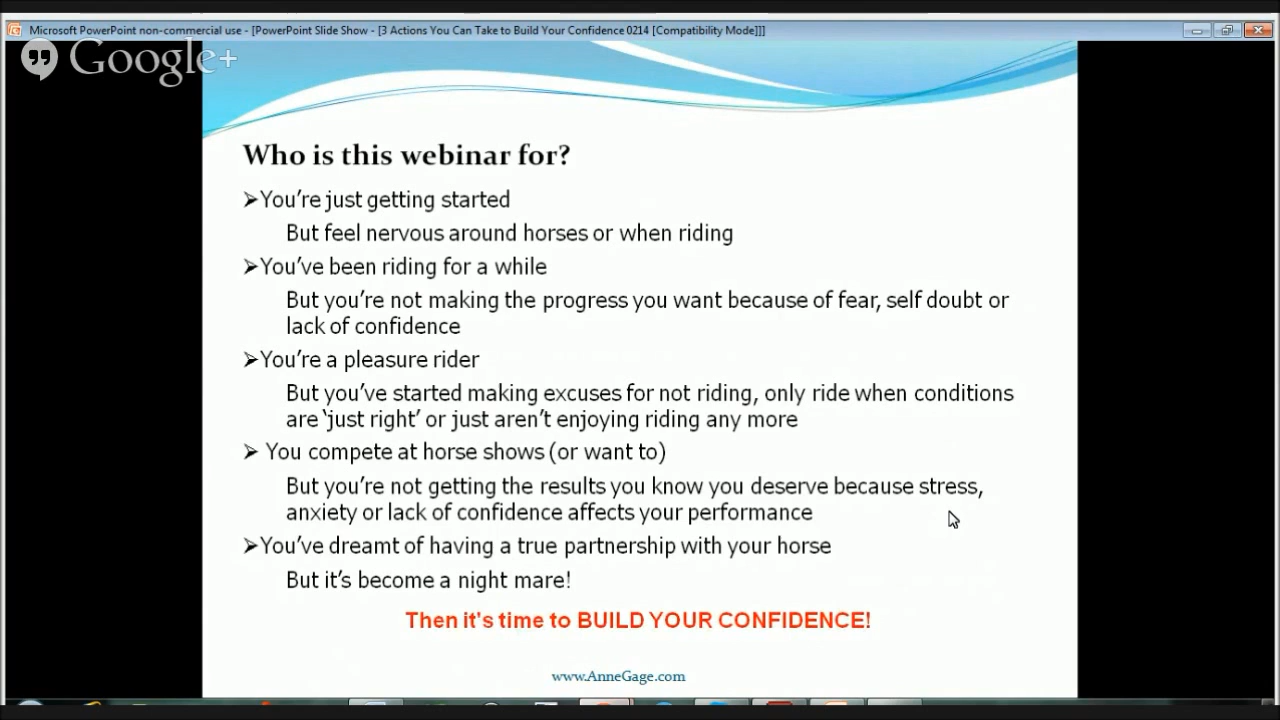 Microsoft PowerPoint non-commercial use - [PowerPoint Slide Show - [3 Actions You Can Take to Build Your Confidence 0214 [Compatibility Mode]]]
Google+
Who is this webinar for?
➢You're just getting started
But feel nervous around horses or when riding
➢You've been riding for a while
But you're not making the progress you want because of fear, self doubt or
lack of confidence
➢You're a pleasure rider
But you've started making excuses for not riding, only ride when conditions
are 'just right' or just aren't enjoying riding any more
➢ You compete at horse shows (or want to)
But you're not getting the results you know you deserve because stress,
anxiety or lack of confidence affects your performance
➢You've dreamt of having a true partnership with your horse
But it's become a night mare!
Then it's time to BUILD YOUR CONFIDENCE!
www.AnneGage.com